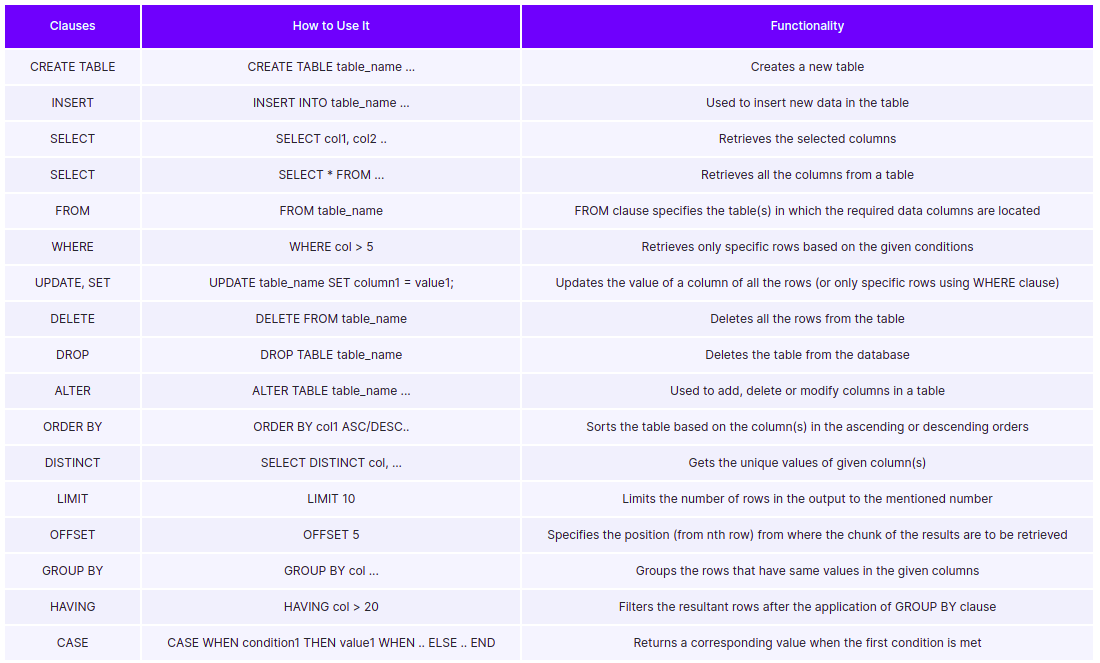 Clauses How to Use It Functionality
CREATE TABLE CREATE TABLE table_name ... Creates a new table
INSERT INSERT INTO table_name ... Used to insert new data in the table
SELECT SELECT col1, col2 .. Retrieves the selected columns
SELECT SELECT * FROM ... Retrieves all the columns from a table
FROM FROM table_name FROM clause specifies the table(s) in which the required data columns are located
WHERE WHERE col > 5 Retrieves only specific rows based on the given conditions
UPDATE, SET UPDATE table_name SET column1 = value1; Updates the value of a column of all the rows (or only specific rows using WHERE clause)
DELETE DELETE FROM table_name Deletes all the rows from the table
DROP DROP TABLE table_name Deletes the table from the database
ALTER ALTER TABLE table_name ... Used to add, delete or modify columns in a table
ORDER BY ORDER BY col1 ASC/DESC.. Sorts the table based on the column(s) in the ascending or descending orders
DISTINCT SELECT DISTINCT col, ... Gets the unique values of given column(s)
LIMIT LIMIT 10 Limits the number of rows in the output to the mentioned number
OFFSET OFFSET 5 Specifies the position (from nth row) from where the chunk of the results are to be retrieved
GROUP BY GROUP BY col ... Groups the rows that have same values in the given columns
HAVING HAVING col > 20 Filters the resultant rows after the application of GROUP BY clause
CASE CASE WHEN condition1 THEN value1 WHEN .. ELSE .. END Returns a corresponding value when the first condition is met